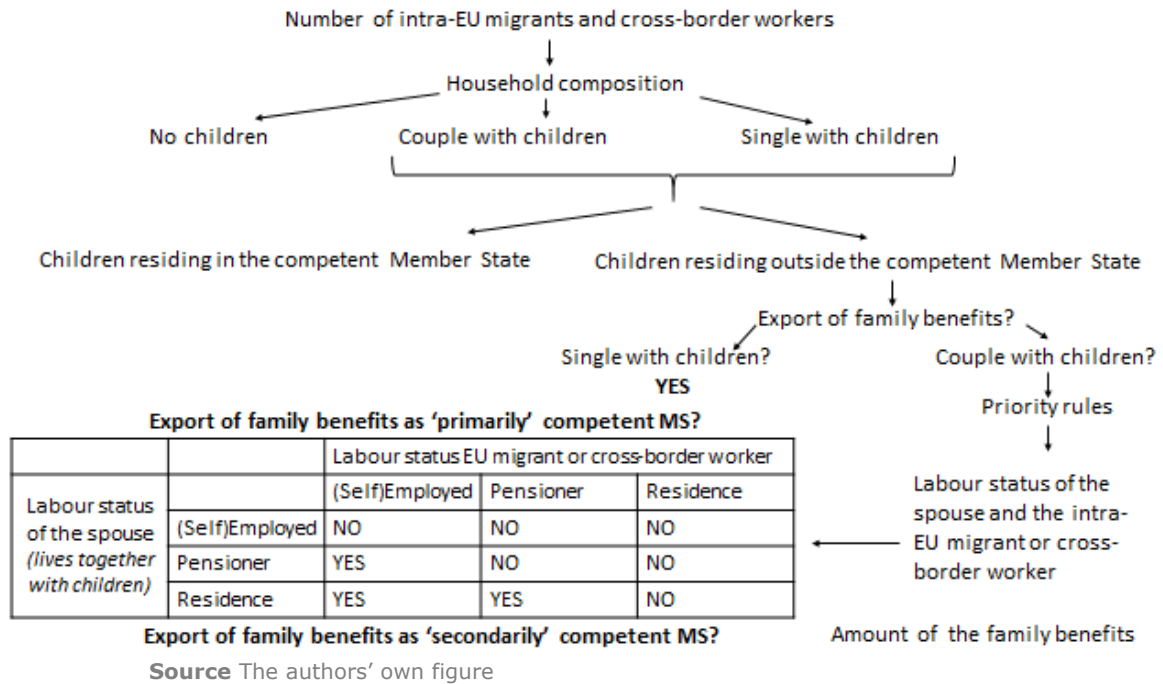 Number of intra-EU migrants and cross-border workers
Household composition
No children
Couple with children
Single with children
Children residing in the competent Member State
Children residing outside the competent Member State
Export of family benefits?
Single with children?
YES
Couple with children?
Priority rules
Labour status of the
spouse and the intra-
EU migrant or cross-
border worker
Export of family benefits as 'primarily' competent MS?
Labour status EU migrant or cross-border worker
(Self)Employed Pensioner Residence
Labour status
of the spouse
(lives together
with children)
(Self)Employed NO NO NO
Pensioner YES NO NO
Residence YES YES NO
Export of family benefits as 'secondarily' competent MS?
Amount of the family benefits
Source The authors' own figure